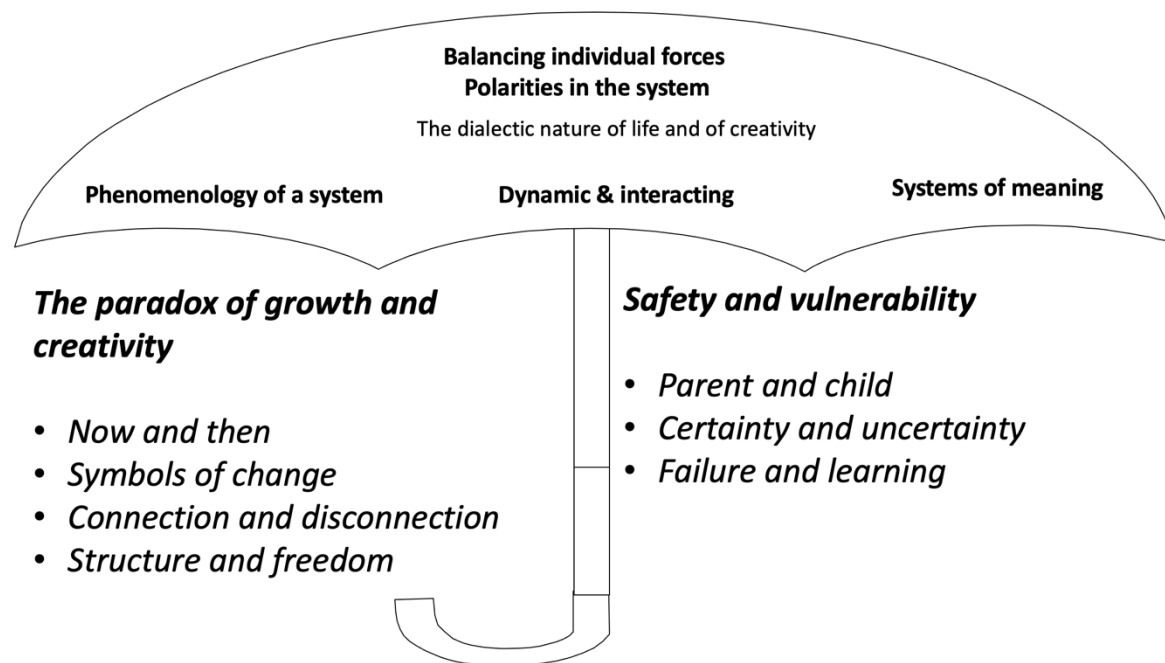 Balancing individual forces
Polarities in the system
The dialectic nature of life and of creativity
Phenomenology of a system
Dynamic & interacting
Systems of meaning
The paradox of growth and
creativity
• Now and then
• Symbols of change
• Connection and disconnection
• Structure and freedom
Safety and vulnerability
• Parent and child
• Certainty and uncertainty
• Failure and learning